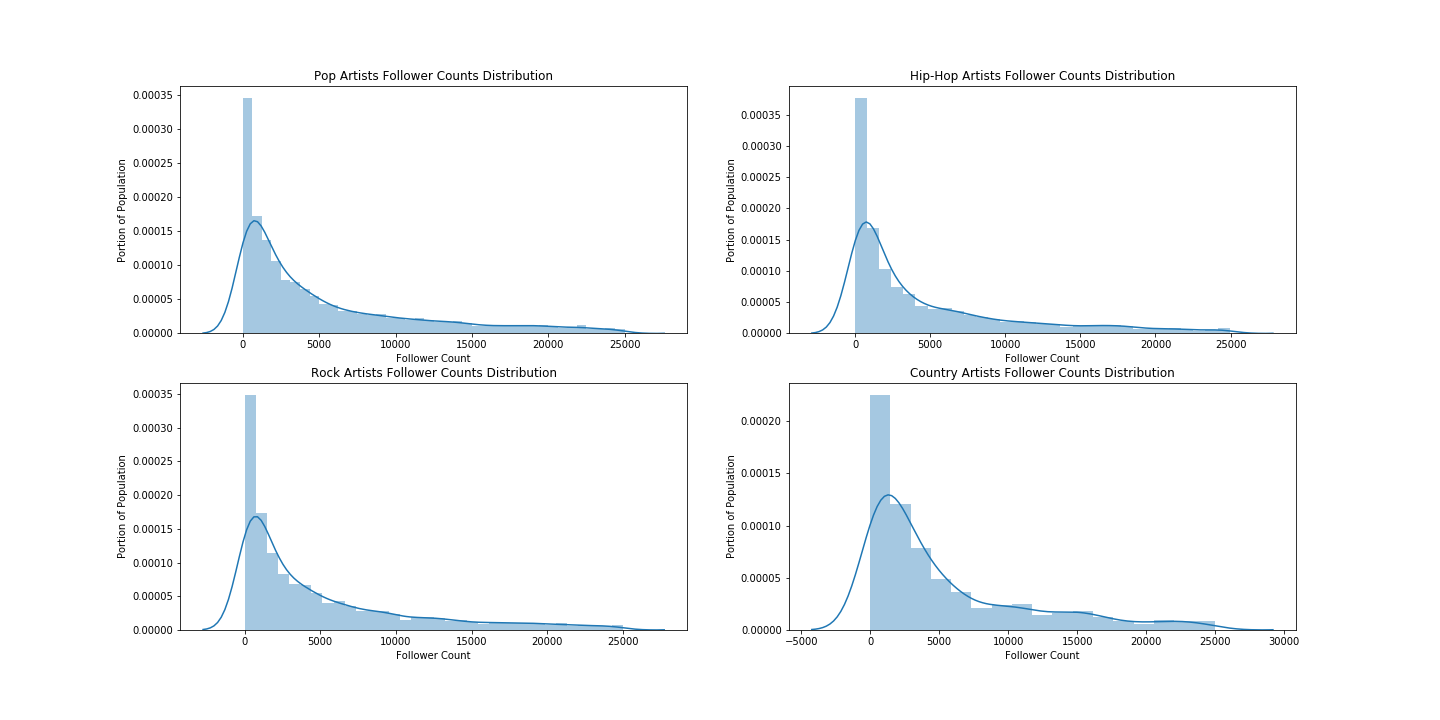 Pop Artists Follower Counts Distribution
Portion of Population
0.00035
0.00030
0.00025
0.00020
0.00015
0.00010
0.00005
0.00000
0 5000 10000 15000 20000 25000
Follower Count
Hip-Hop Artists Follower Counts Distribution
Portion of Population
0.00035
0.00030
0.00025
0.00020
0.00015
0.00010
0.00005
0.00000
0 5000 10000 15000 20000 25000
Follower Count
Rock Artists Follower Counts Distribution
Portion of Population
0.00035
0.00030
0.00025
0.00020
0.00015
0.00010
0.00005
0.00000
0 5000 10000 15000 20000 25000
Follower Count
Country Artists Follower Counts Distribution
Portion of Population
0.00020
0.00015
0.00010
0.00005
0.00000
−5000 0 5000 10000 15000 20000 25000 30000
Follower Count